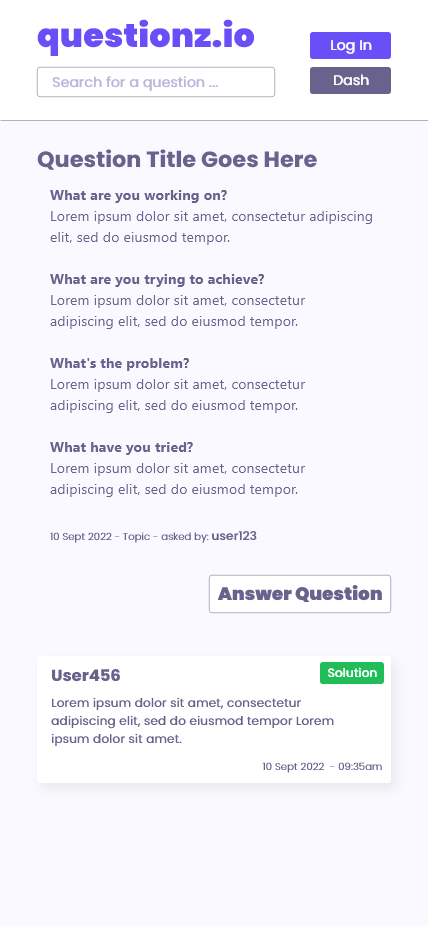 questionz.io
Log In
Search for a question ...
Dash
Question Title Goes Here
What are you working on?
Lorem ipsum dolor sit amet, consectetur adipiscing
elit, sed do eiusmod tempor.
What are you trying to achieve?
Lorem ipsum dolor sit amet, consectetur
adipiscing elit, sed do eiusmod tempor.
What's the problem?
Lorem ipsum dolor sit amet, consectetur
adipiscing elit, sed do eiusmod tempor.
What have you tried?
Lorem ipsum dolor sit amet, consectetur
adipiscing elit, sed do eiusmod tempor.
10 Sept 2022 - Topic - asked by: user123
Answer Question
User456
Solution
Lorem ipsum dolor sit amet, consectetur
adipiscing elit, sed do eiusmod tempor Lorem
ipsum dolor sit amet.
10 Sept 2022 - 09:35am